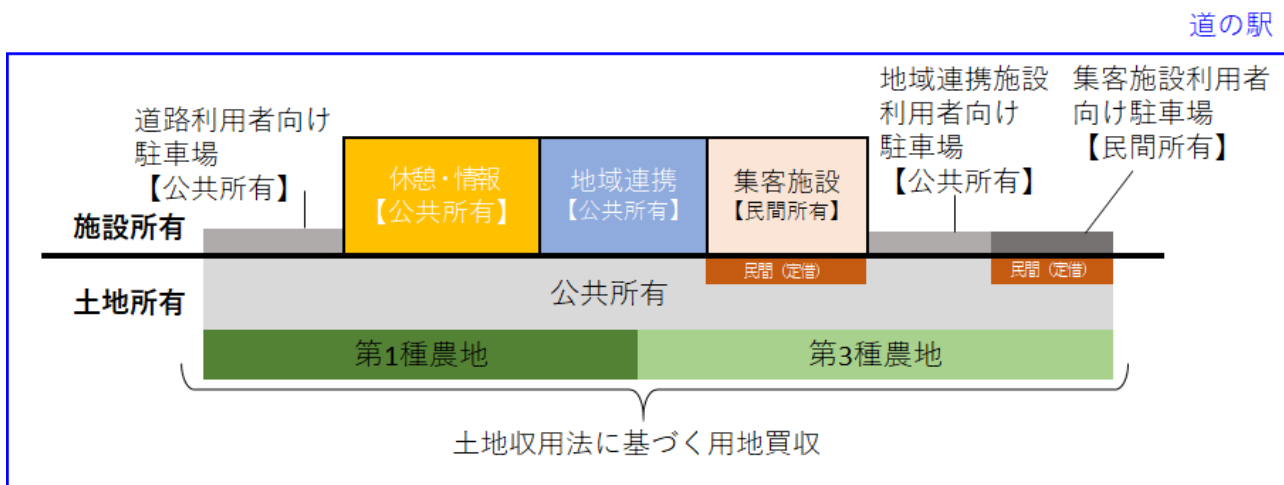 道の駅
道路利用者向け
駐車場
【公共所有】
休憩・情報
【公共所有】
地域連携
【公共所有】
集客施設
【民間所有】
地域連携施設
利用者向け
駐車場
【公共所有】
集客施設利用者
向け駐車場
【民間所有】
施設所有
土地所有
民間（定借）
民間（定借）
公共所有
第1種農地
第3種農地
土地収用法に基づく用地買収